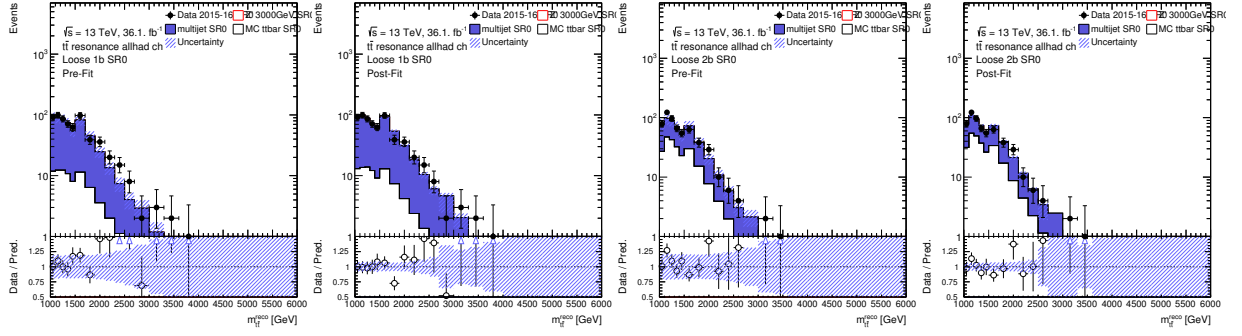 Events
10³
10²
10
1
√s = 13 TeV, 36.1. fb⁻¹
tt̄ resonance allhad ch
Loose 1b SR0
Pre-Fit
Data 2015-16
3000GeV SR0
multijet SR0
MC ttbar SR0
Uncertainty
Data / Pred.
1.25
1
0.75
0.5
1000 1500 2000 2500 3000 3500 4000 4500 5000 5500 6000
m_{tt̄}^{reco} [GeV]
Events
10³
10²
10
1
√s = 13 TeV, 36.1. fb⁻¹
tt̄ resonance allhad ch
Loose 1b SR0
Post-Fit
Data 2015-16
3000GeV SR0
multijet SR0
MC ttbar SR0
Uncertainty
Data / Pred.
1.25
1
0.75
0.5
1000 1500 2000 2500 3000 3500 4000 4500 5000 5500 6000
m_{tt̄}^{reco} [GeV]
Events
10³
10²
10
1
√s = 13 TeV, 36.1. fb⁻¹
tt̄ resonance allhad ch
Loose 2b SR0
Pre-Fit
Data 2015-16
3000GeV SR0
multijet SR0
MC ttbar SR0
Uncertainty
Data / Pred.
1.25
1
0.75
0.5
1000 1500 2000 2500 3000 3500 4000 4500 5000 5500 6000
m_{tt̄}^{reco} [GeV]
Events
10³
10²
10
1
√s = 13 TeV, 36.1. fb⁻¹
tt̄ resonance allhad ch
Loose 2b SR0
Post-Fit
Data 2015-16
3000GeV SR0
multijet SR0
MC ttbar SR0
Uncertainty
Data / Pred.
1.25
1
0.75
0.5
1000 1500 2000 2500 3000 3500 4000 4500 5000 5500 6000
m_{tt̄}^{reco} [GeV]